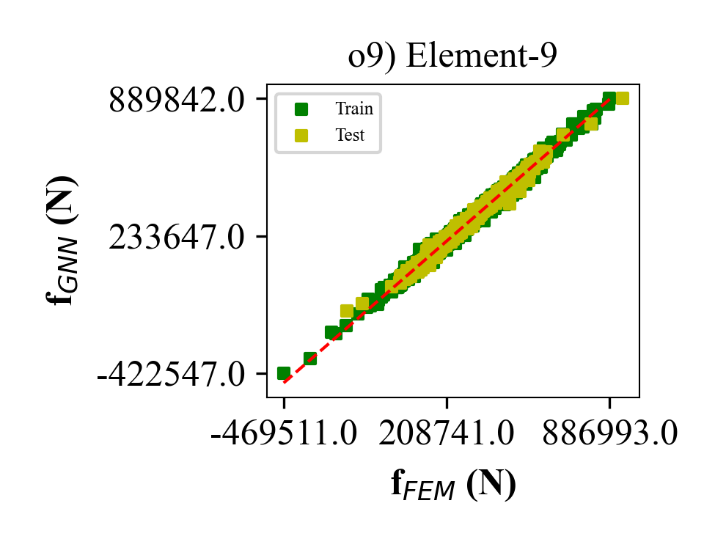 o9) Element-9
889842.0
233647.0
-422547.0
f_GNN (N)
Train
Test
-469511.0 208741.0 886993.0
f_FEM (N)